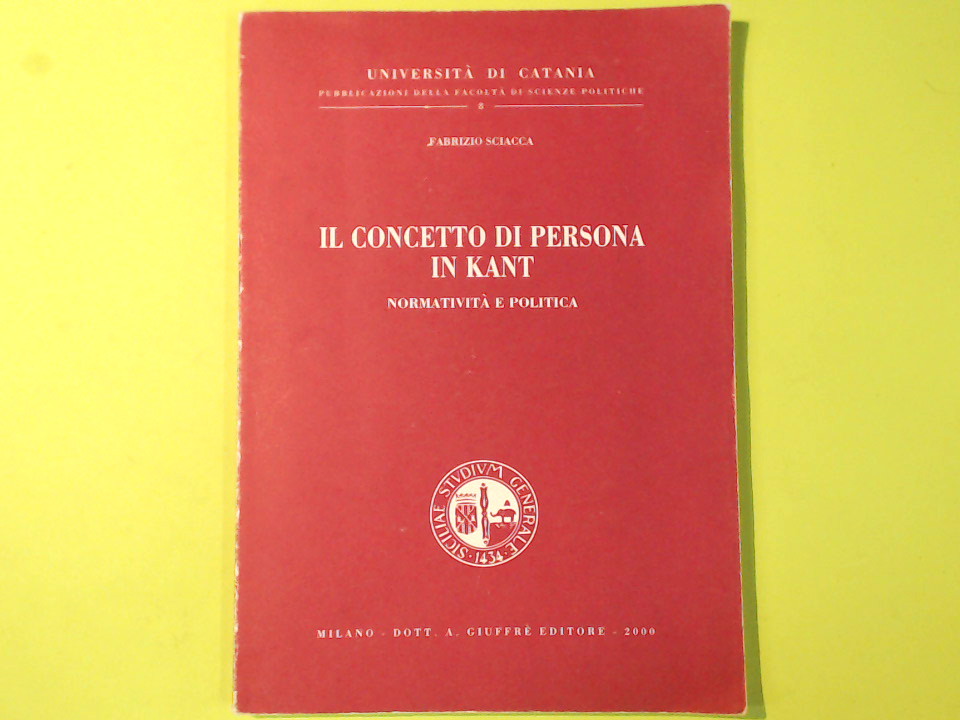 UNIVERSITÀ DI CATANIA
PUBBLICAZIONI DELLA FACOLTÀ DI SCIENZE POLITICHE
8
FABRIZIO SCIACCA
IL CONCETTO DI PERSONA
IN KANT
NORMATIVITÀ E POLITICA
SICILIAE STVDIVM GENERALE
· 1434 ·
MILANO - DOTT. A. GIUFFRÈ EDITORE - 2000